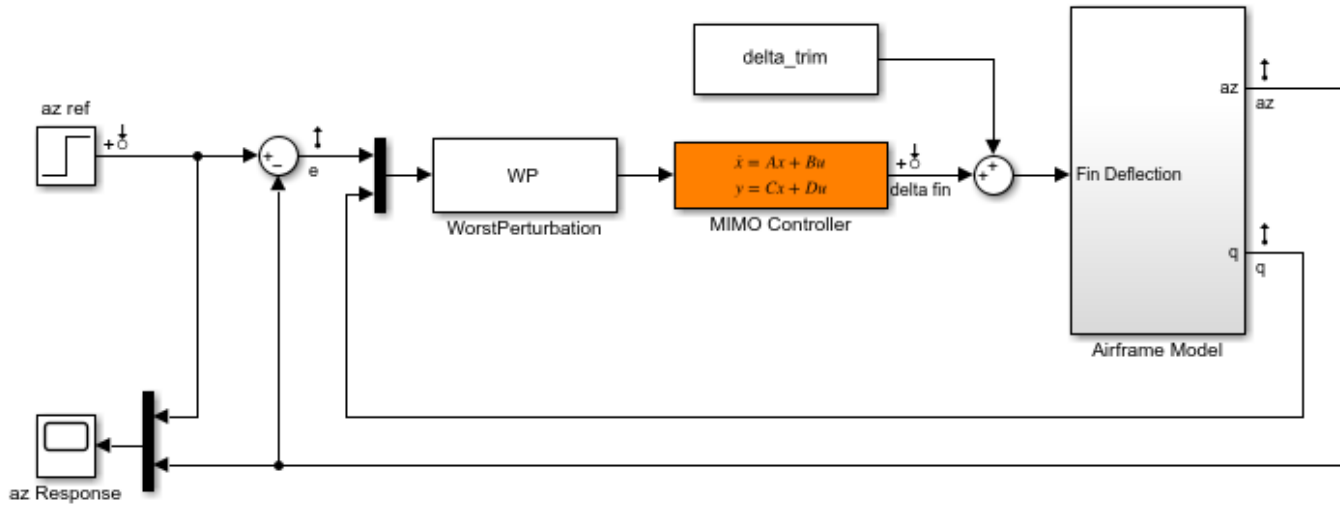 delta_trim
az ref
az
az
e
WP
ẋ = Ax + Bu
y = Cx + Du
delta fin
Fin Deflection
WorstPerturbation
MIMO Controller
q
q
Airframe Model
az Response